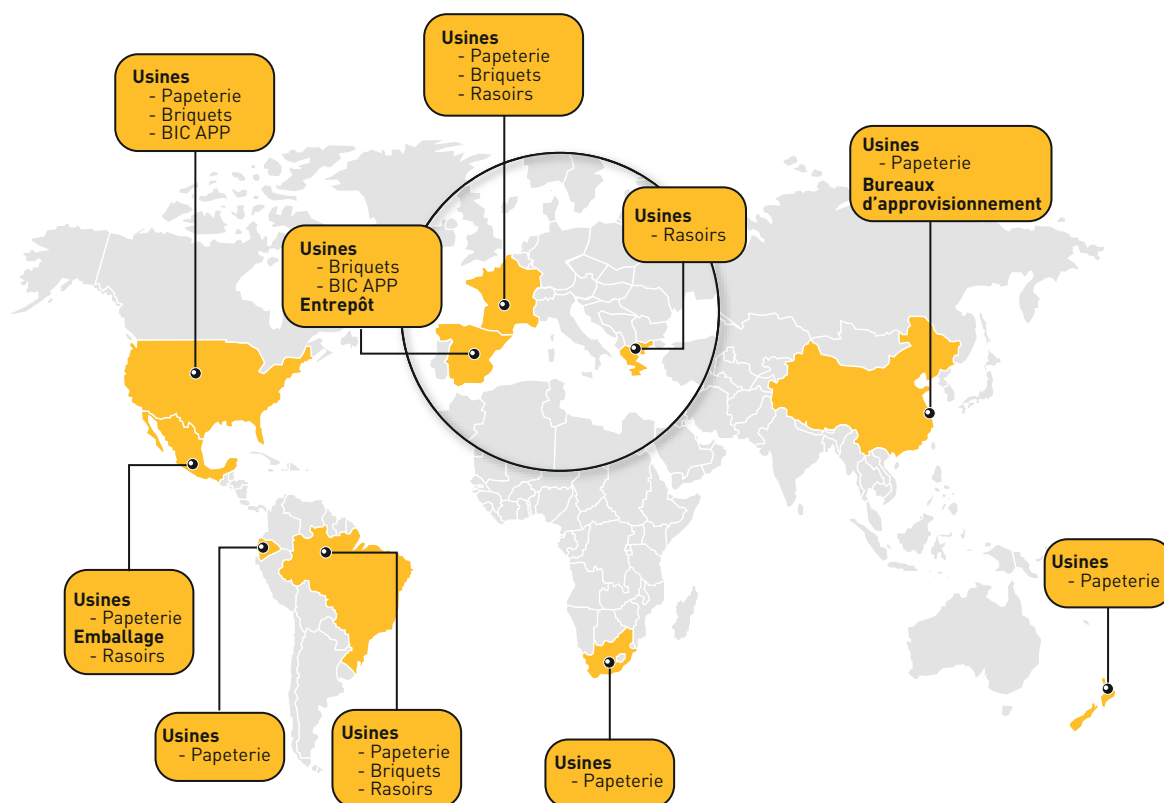 Usines
- Papeterie
- Briquets
- Rasoirs
Usines
- Papeterie
- Briquets
- BIC APP
Usines
- Papeterie
Bureaux
d’approvisionnement
Usines
- Rasoirs
Usines
- Briquets
- BIC APP
Entrepôt
Usines
- Papeterie
Usines
- Papeterie
Emballage
- Rasoirs
Usines
- Papeterie
Usines
- Papeterie
- Briquets
- Rasoirs
Usines
- Papeterie